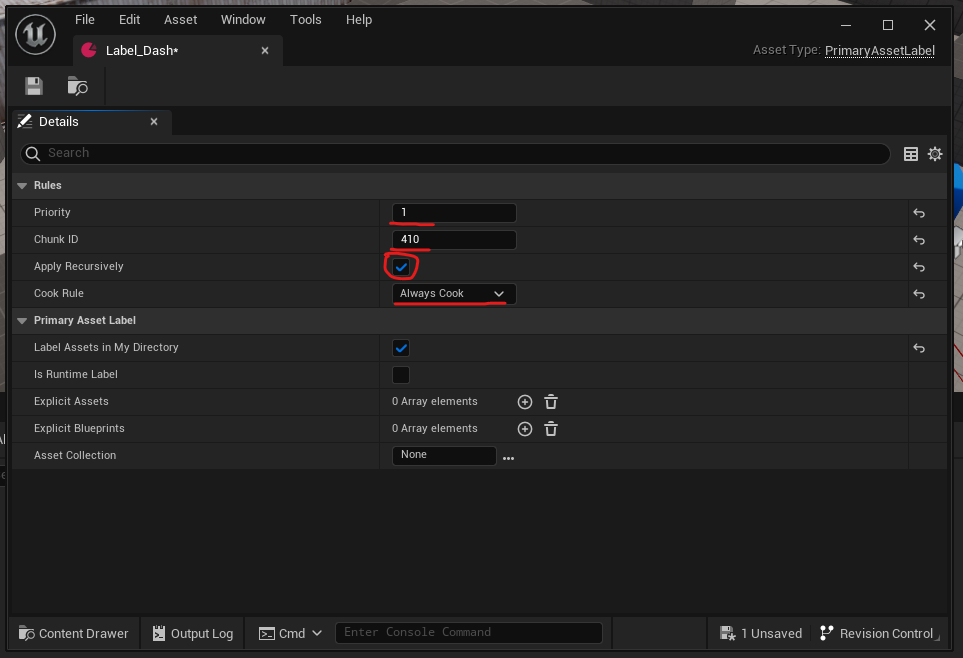 File Edit Asset Window Tools Help
Label_Dash*
Asset Type: PrimaryAssetLabel
Details
Search
Rules
Priority 1
Chunk ID 410
Apply Recursively
Cook Rule Always Cook
Primary Asset Label
Label Assets in My Directory
Is Runtime Label
Explicit Assets 0 Array elements
Explicit Blueprints 0 Array elements
Asset Collection None
Content Drawer Output Log Cmd Enter Console Command 1 Unsaved Revision Control